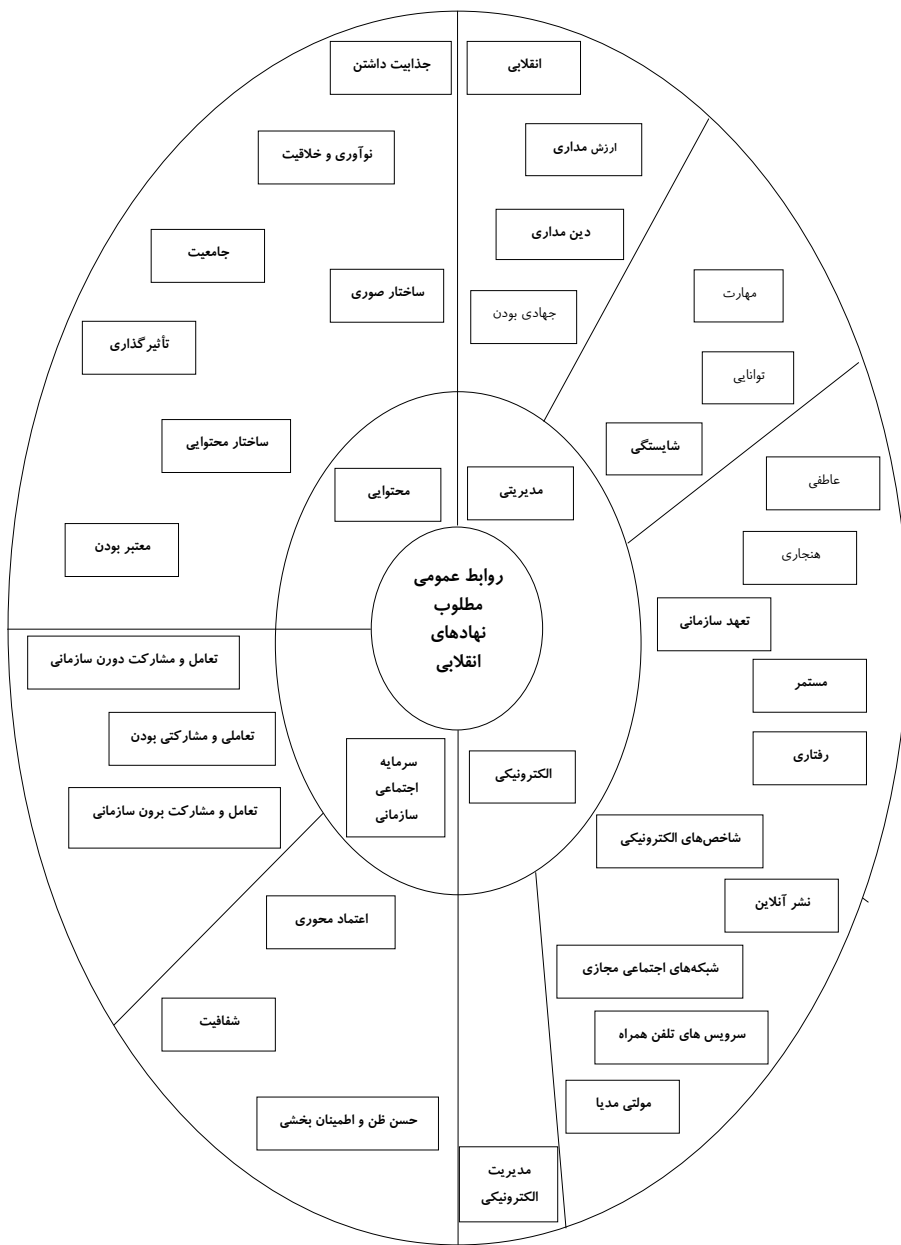 جذابیت داشتن
انقلابی
ارزش مداری
نوآوری و خلاقیت
دین مداری
جامعیت
ساختار صوری
جهادی بودن
مهارت
تأثیرگذاری
توانایی
ساختار محتوایی
شایستگی
عاطفی
محتوایی
مدیریتی
معتبر بودن
هنجاری
روابط عمومی
مطلوب
نهادهای
انقلابی
تعهد سازمانی
تعامل و مشارکت دورن سازمانی
مستمر
تعاملی و مشارکتی بودن
رفتاری
سرمایه
اجتماعی
سازمانی
الکترونیکی
تعامل و مشارکت برون سازمانی
شاخص‌های الکترونیکی
نشر آنلاین
اعتماد محوری
شبکه‌های اجتماعی مجازی
شفافیت
سرویس های تلفن همراه
مولتی مدیا
حسن ظن و اطمینان بخشی
مدیریت
الکترونیکی